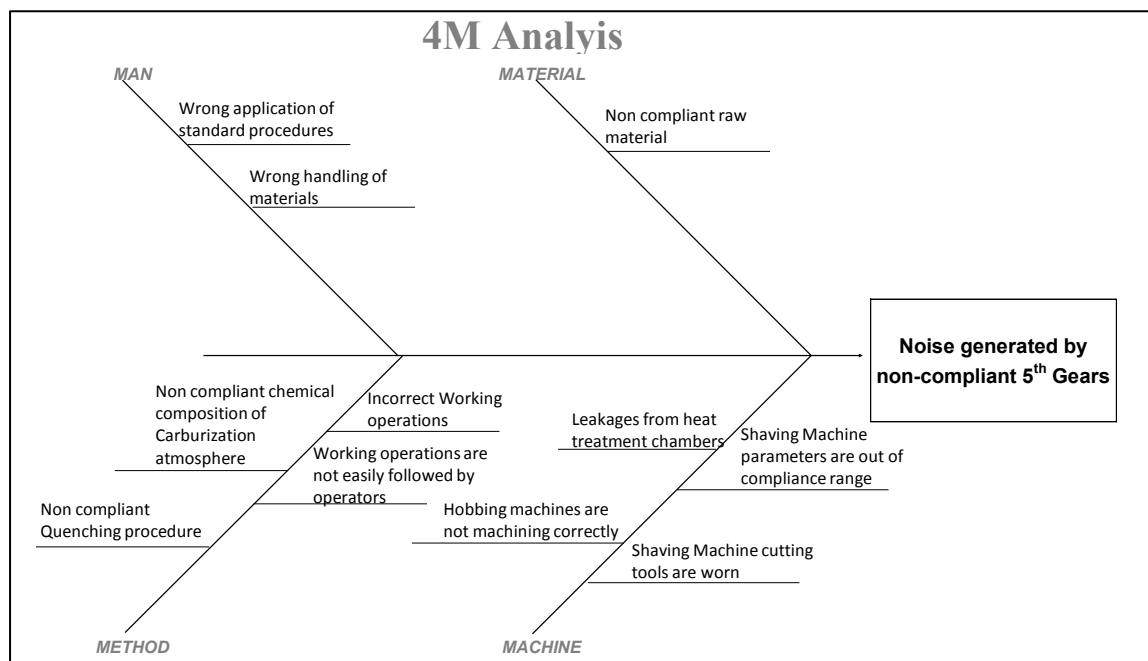 4M Analyis
MAN
MATERIAL
Wrong application of
standard procedures
Non compliant raw
material
Wrong handling of
materials
Noise generated by
non-compliant 5th Gears
Non compliant chemical
composition of
Carburization
atmosphere
Incorrect Working
operations
Working operations are
not easily followed by
operators
Non compliant
Quenching procedure
Leakages from heat
treatment chambers
Shaving Machine
parameters are out of
compliance range
Hobbing machines are
not machining correctly
Shaving Machine cutting
tools are worn
METHOD
MACHINE